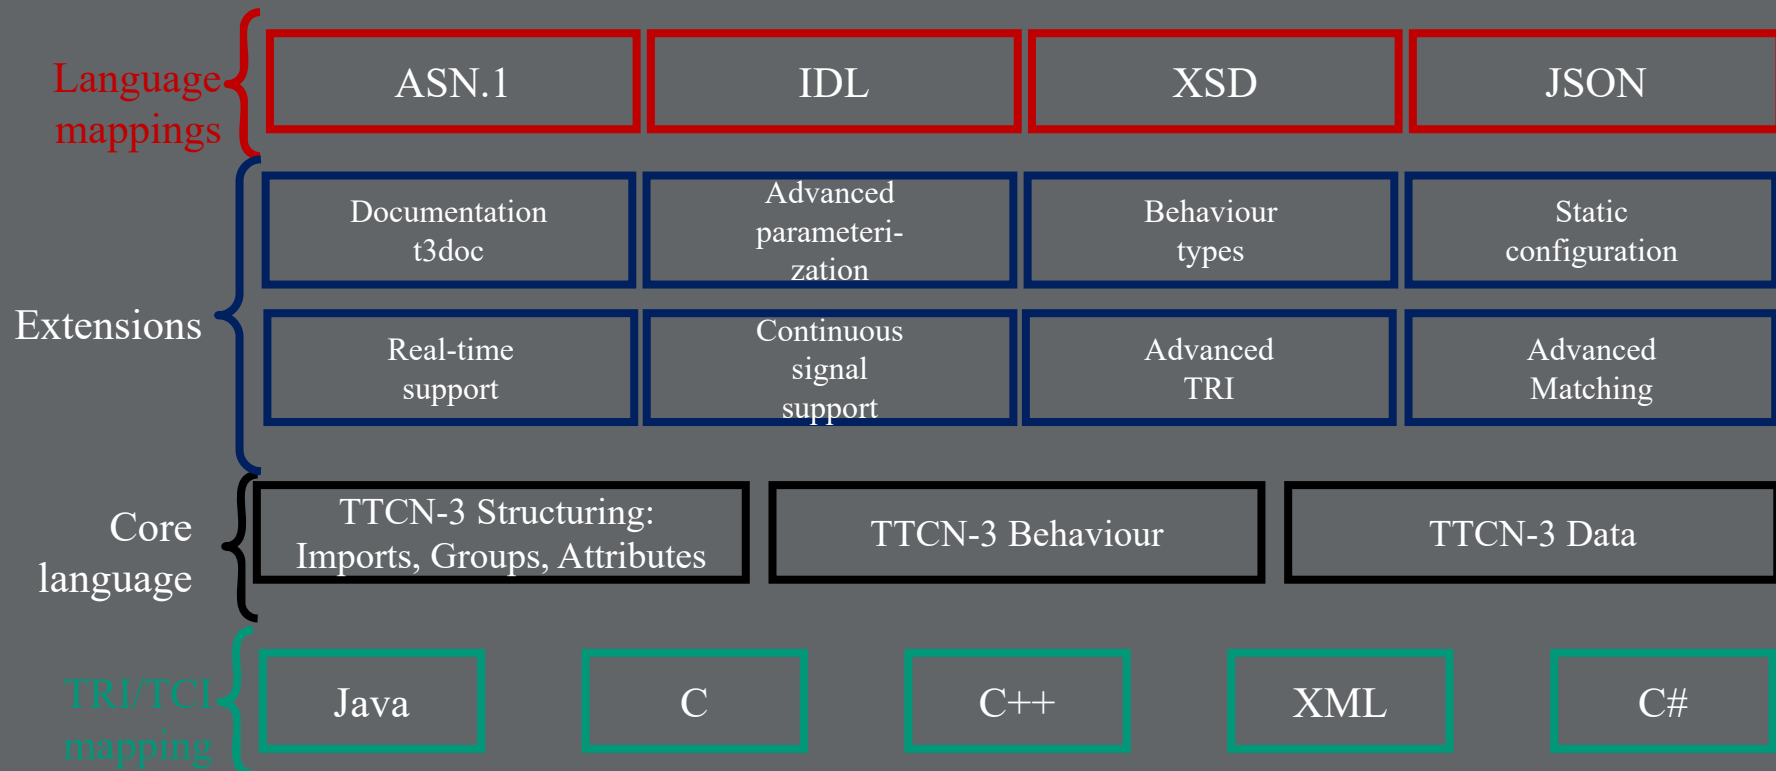 Language
mappings
ASN.1
IDL
XSD
JSON
Extensions
Documentation
t3doc
Advanced
parameteri-
zation
Behaviour
types
Static
configuration
Real-time
support
Continuous
signal
support
Advanced
TRI
Advanced
Matching
Core
language
TTCN-3 Structuring:
Imports, Groups, Attributes
TTCN-3 Behaviour
TTCN-3 Data
TRI/TCI
mapping
Java
C
C++
XML
C#